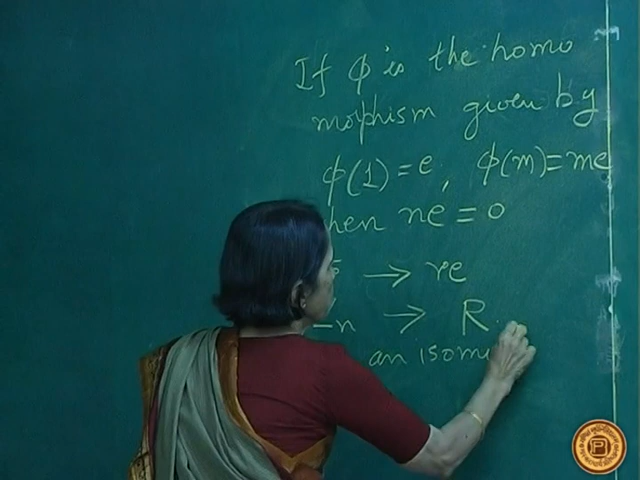 If φ is the homo
morphism given by
φ(1) = e, φ(m) = me
hen ne = 0
→ re
n → R
an isom